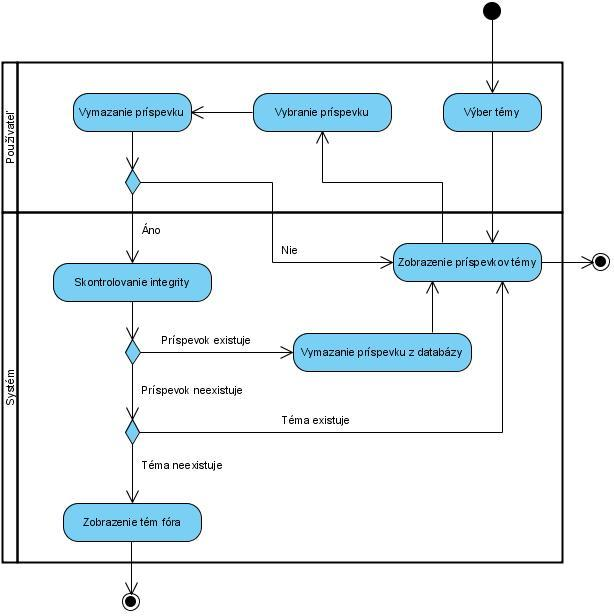 Používateľ
Vymazanie príspevku
Vybranie príspevku
Výber témy
Systém
Áno
Nie
Zobrazenie príspevkov témy
Skontrolovanie integrity
Príspevok existuje
Vymazanie príspevku z databázy
Príspevok neexistuje
Téma existuje
Téma neexistuje
Zobrazenie tém fóra